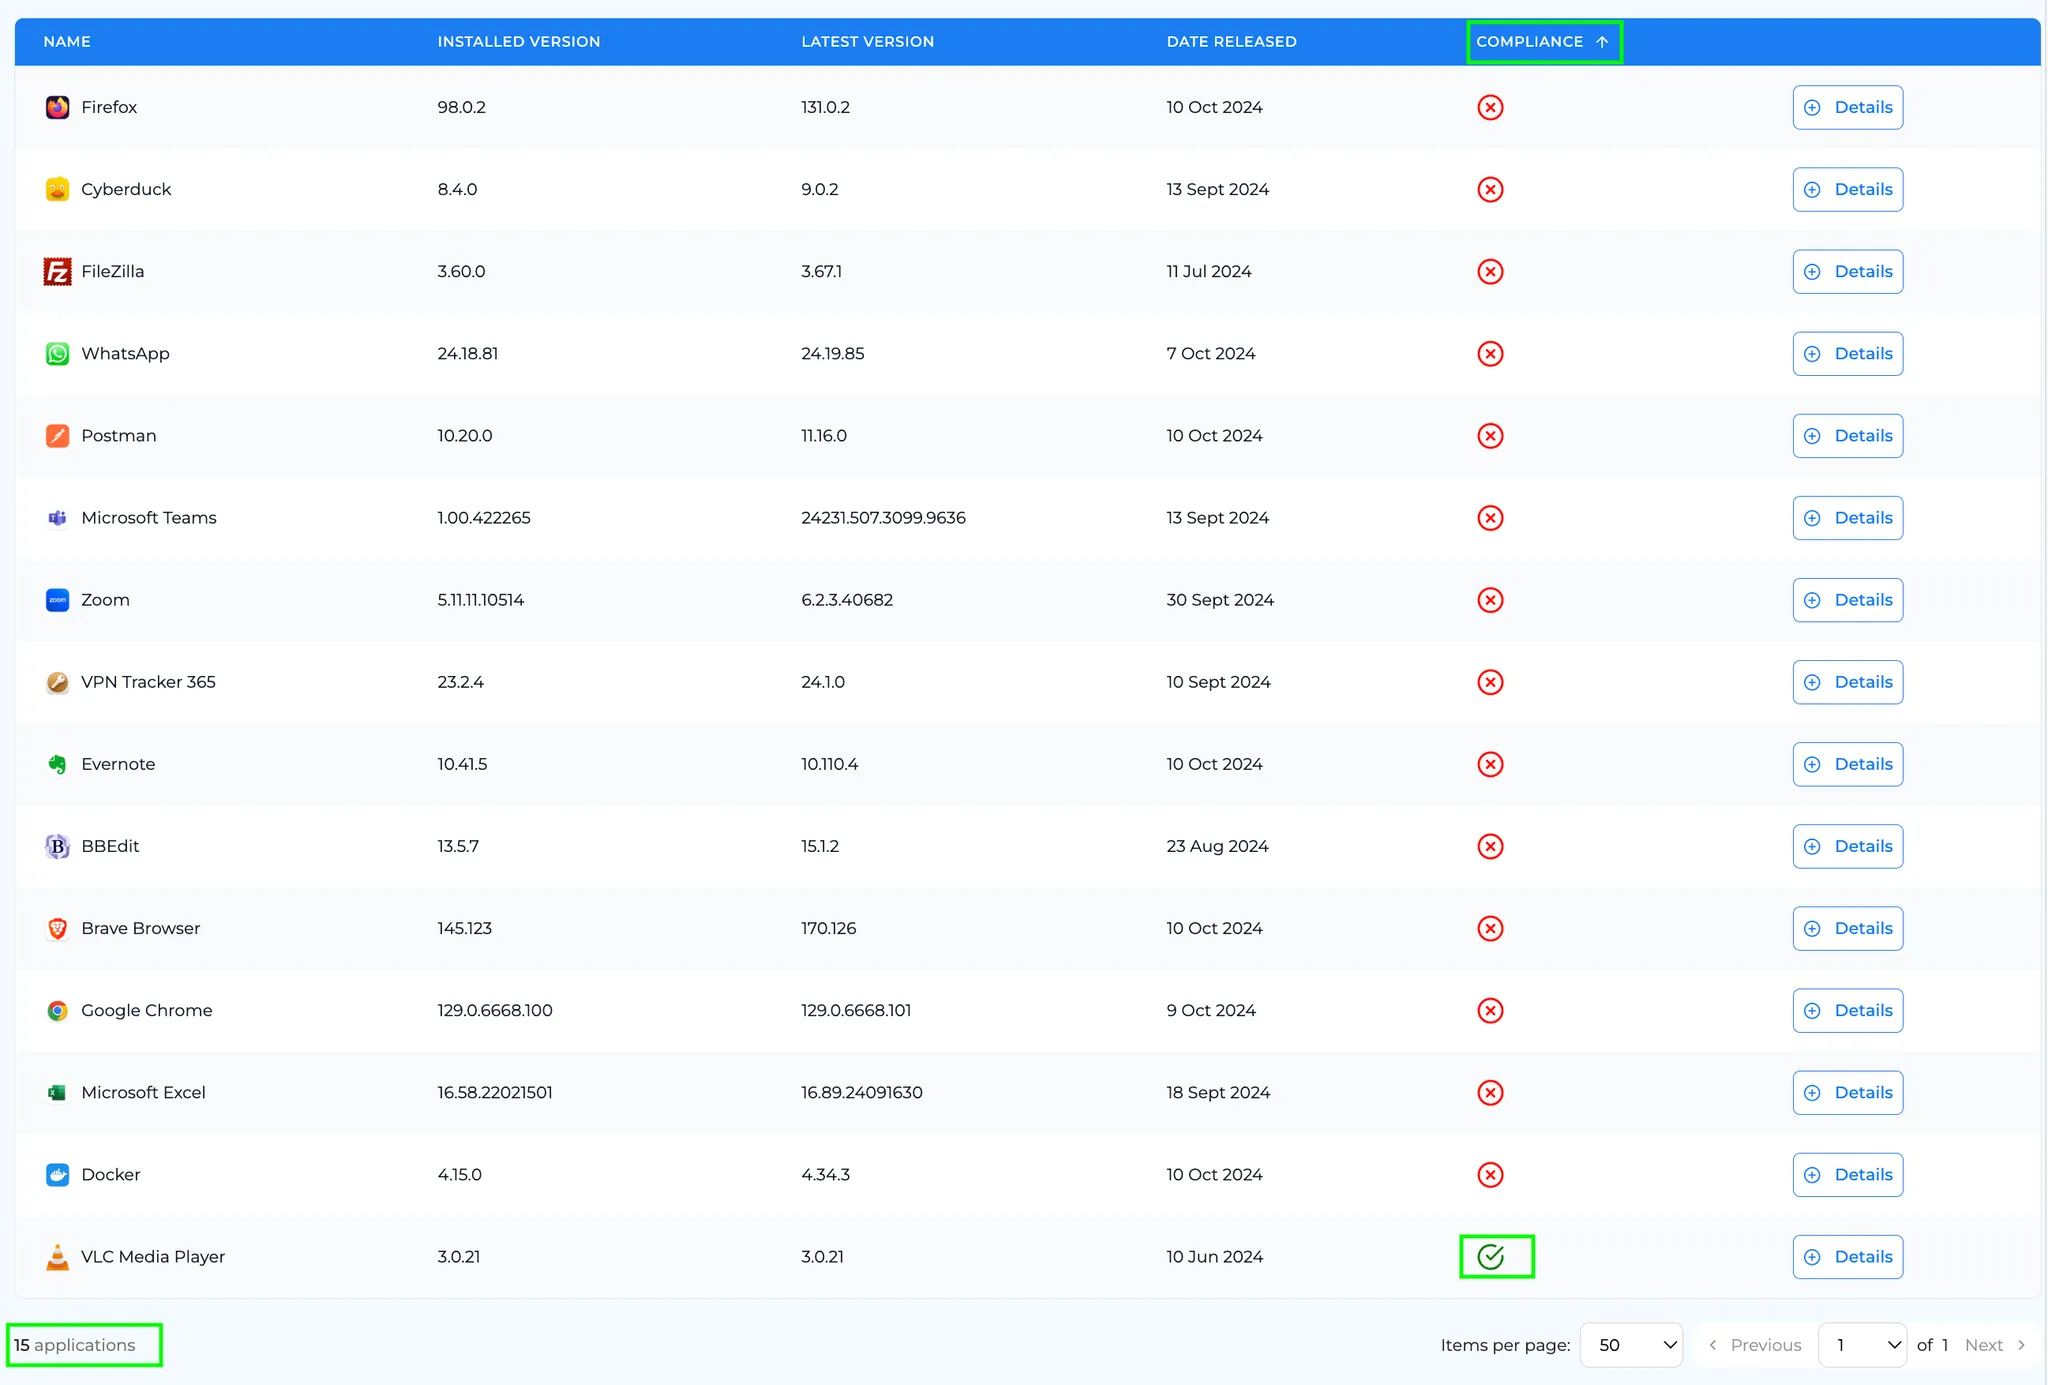 NAME INSTALLED VERSION LATEST VERSION DATE RELEASED COMPLIANCE
Firefox 98.0.2 131.0.2 10 Oct 2024 Details
Cyberduck 8.4.0 9.0.2 13 Sept 2024 Details
FileZilla 3.60.0 3.67.1 11 Jul 2024 Details
WhatsApp 24.18.81 24.19.85 7 Oct 2024 Details
Postman 10.20.0 11.16.0 10 Oct 2024 Details
Microsoft Teams 1.00.422265 24231.507.3099.9636 13 Sept 2024 Details
zoom Zoom 5.11.11.10514 6.2.3.40682 30 Sept 2024 Details
VPN Tracker 365 23.2.4 24.1.0 10 Sept 2024 Details
Evernote 10.41.5 10.110.4 10 Oct 2024 Details
B BBEdit 13.5.7 15.1.2 23 Aug 2024 Details
Brave Browser 145.123 170.126 10 Oct 2024 Details
Google Chrome 129.0.6668.100 129.0.6668.101 9 Oct 2024 Details
Microsoft Excel 16.58.22021501 16.89.24091630 18 Sept 2024 Details
Docker 4.15.0 4.34.3 10 Oct 2024 Details
VLC Media Player 3.0.21 3.0.21 10 Jun 2024 Details
15 applications Items per page: 50 Previous 1 of 1 Next